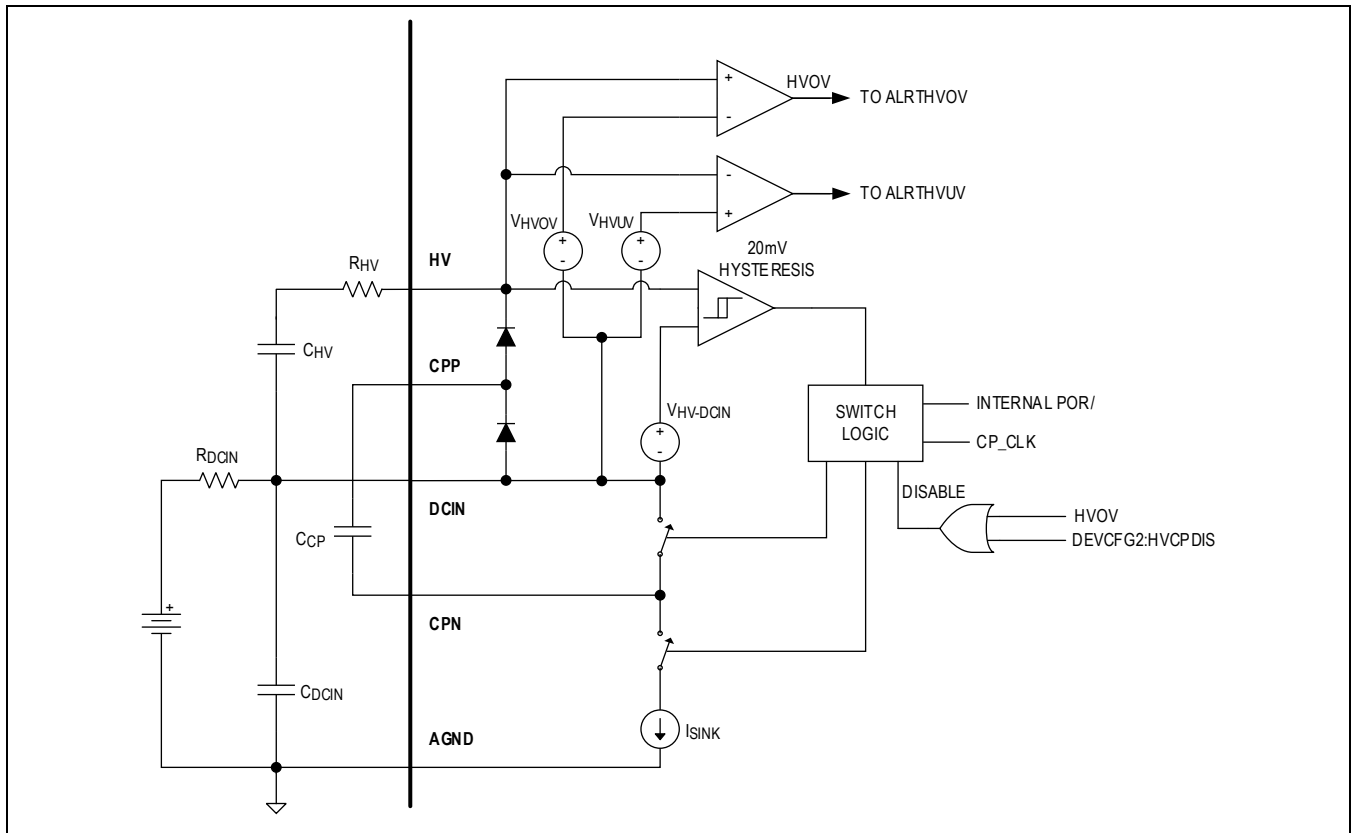 +
HVOV
TO ALRTHVOV
-
-
TO ALRTHVUV
+
VHVOV
VHVUV
+
-
+
-
20mV
HYSTERESIS
HV
RHV
CHV
CPP
VHV-DCIN
+
-
SWITCH
LOGIC
INTERNAL POR/
CP_CLK
RDCIN
DCIN
DISABLE
HVOV
DEVCFG2:HVCPDIS
CCP
CPN
+
CDCIN
ISINK
AGND